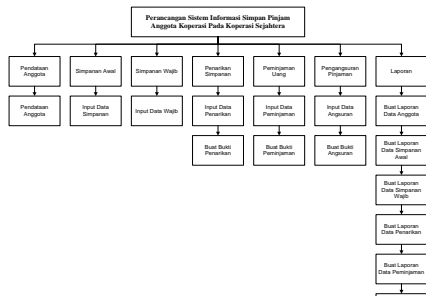 Perancangan Sistem Informasi Simpan Pinjam
Anggota Koperasi Pada Koperasi Sejahtera
Pendataan
Anggota
Simpanan Awal
Simpanan Wajib
Penarikan
Simpanan
Peminjaman
Uang
Pengangsuran
Pinjaman
Laporan
Pendataan
Anggota
Input Data
Simpanan
Input Data Wajib
Input Data
Penarikan
Input Data
Peminjaman
Input Data
Angsuran
Buat Laporan
Data Anggota
Buat Bukti
Penarikan
Buat Bukti
Peminjaman
Buat Bukti
Angsuran
Buat Laporan
Data Simpanan
Awal
Buat Laporan
Data Simpanan
Wajib
Buat Laporan
Data Penarikan
Buat Laporan
Data Peminjaman